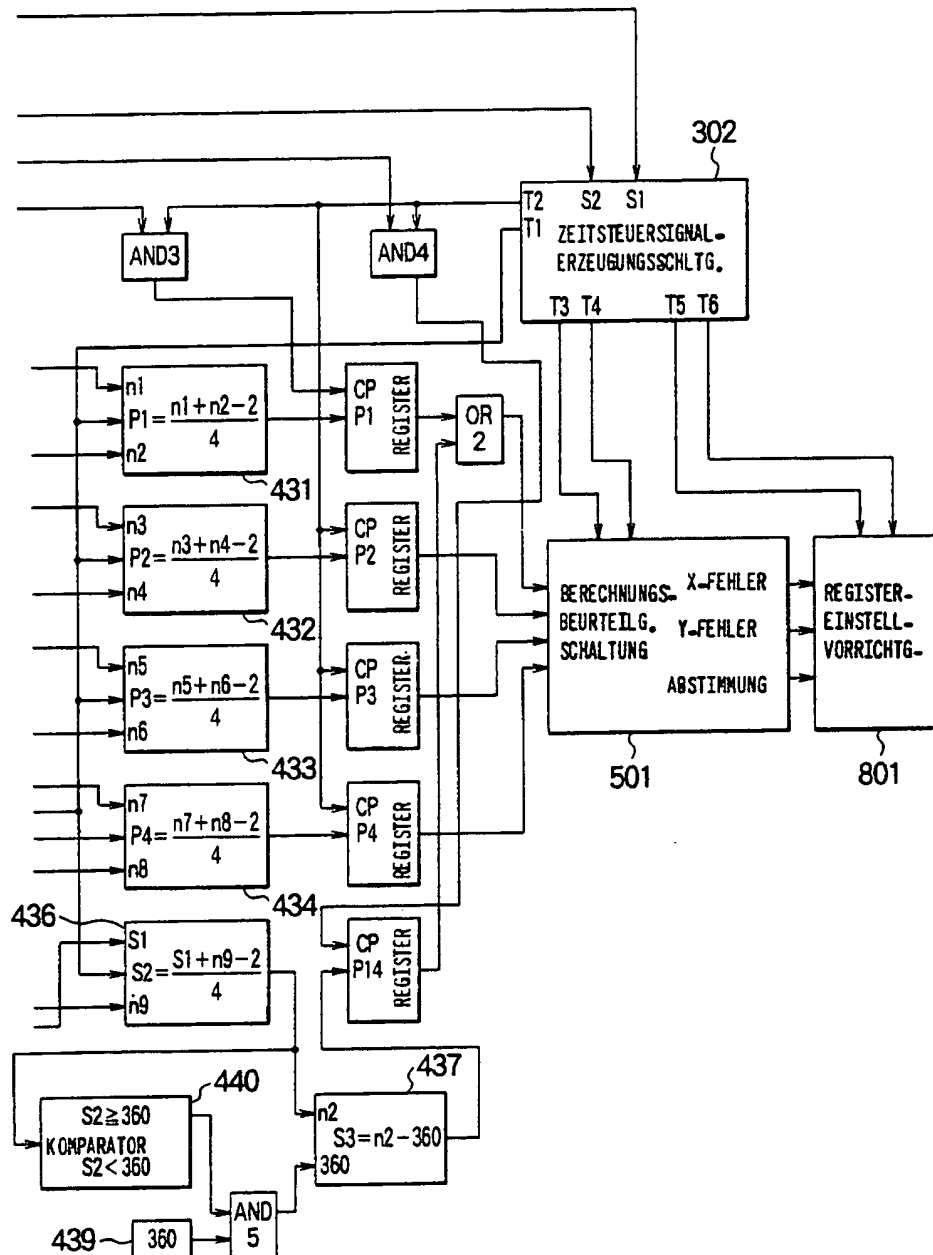 302
T2 S2 S1
T1 ZEITSTEUERSIGNAL-
ERZEUGUNGSSCHLTG.
T3 T4 T5 T6
AND3
AND4
n1
P1 = n1+n2-2
4
n2
431
CP
P1
REGISTER
OR
2
n3
P2 = n3+n4-2
4
n4
432
CP
P2
REGISTER
n5
P3 = n5+n6-2
4
n6
433
CP
P3
REGISTER
n7
P4 = n7+n8-2
4
n8
434
CP
P4
REGISTER
BERECHNUNGS-
BEURTEILG.
SCHALTUNG
X-FEHLER
Y-FEHLER
ABSTIMMUNG
501
REGISTER-
EINSTELL-
VORRICHTG-
801
436
S1
S2 = S1+n9-2
4
n9
CP
P14
REGISTER
440
S2≧360
KOMPARATOR
S2<360
437
n2
S3=n2-360
360
439
360
AND
5